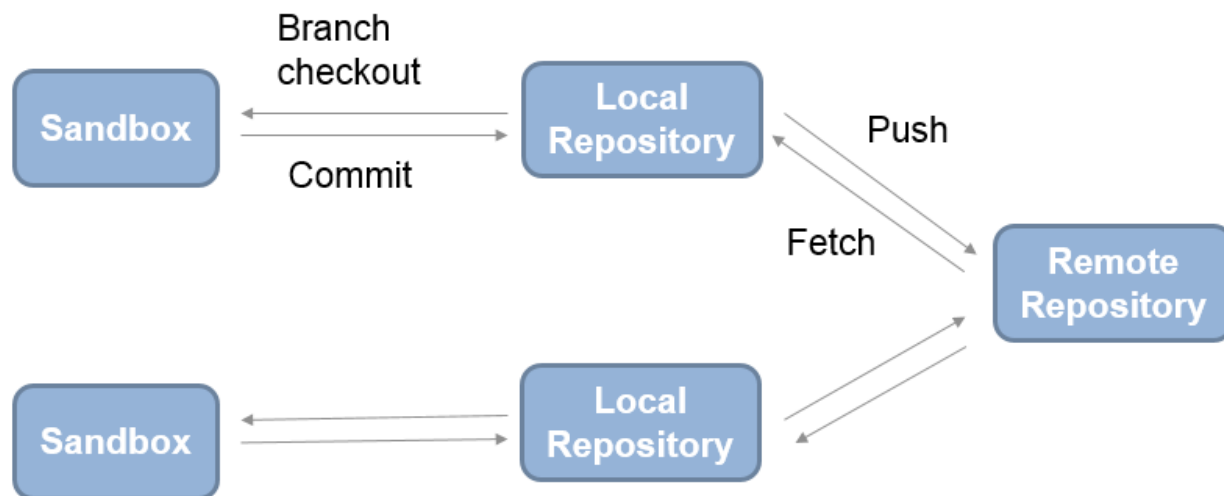 Branch
checkout
Sandbox
Local
Repository
Commit
Push
Fetch
Remote
Repository
Sandbox
Local
Repository